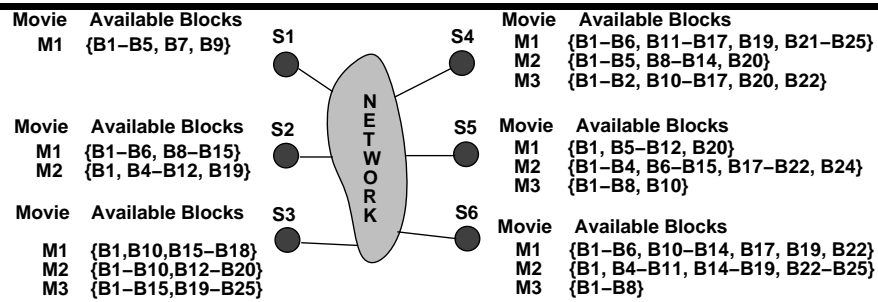 Movie Available Blocks
M1 {B1−B5, B7, B9}
S1
Movie Available Blocks
M1 {B1−B6, B8−B15}
M2 {B1, B4−B12, B19}
S2
Movie Available Blocks
M1 {B1,B10,B15−B18}
M2 {B1−B10,B12−B20}
M3 {B1−B15,B19−B25}
S3
NETWORK
S4
Movie Available Blocks
M1 {B1−B6, B11−B17, B19, B21−B25}
M2 {B1−B5, B8−B14, B20}
M3 {B1−B2, B10−B17, B20, B22}
S5
Movie Available Blocks
M1 {B1, B5−B12, B20}
M2 {B1−B4, B6−B15, B17−B22, B24}
M3 {B1−B8, B10}
S6
Movie Available Blocks
M1 {B1−B6, B10−B14, B17, B19, B22}
M2 {B1, B4−B11, B14−B19, B22−B25}
M3 {B1−B8}